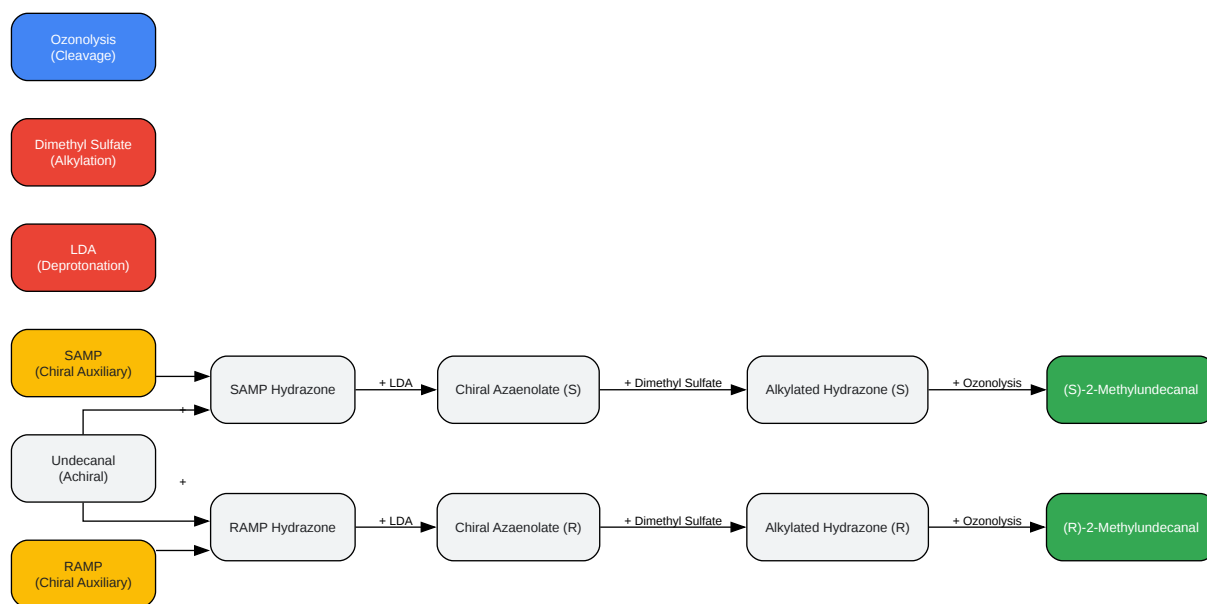 Ozonolysis
(Cleavage)
Dimethyl Sulfate
(Alkylation)
LDA
(Deprotonation)
SAMP
(Chiral Auxiliary)
SAMP Hydrazone
+ LDA
Chiral Azaenolate (S)
+ Dimethyl Sulfate
Alkylated Hydrazone (S)
+ Ozonolysis
(S)-2-Methylundecanal
+
Undecanal
(Achiral)
+
RAMP Hydrazone
+ LDA
Chiral Azaenolate (R)
+ Dimethyl Sulfate
Alkylated Hydrazone (R)
+ Ozonolysis
(R)-2-Methylundecanal
RAMP
(Chiral Auxiliary)